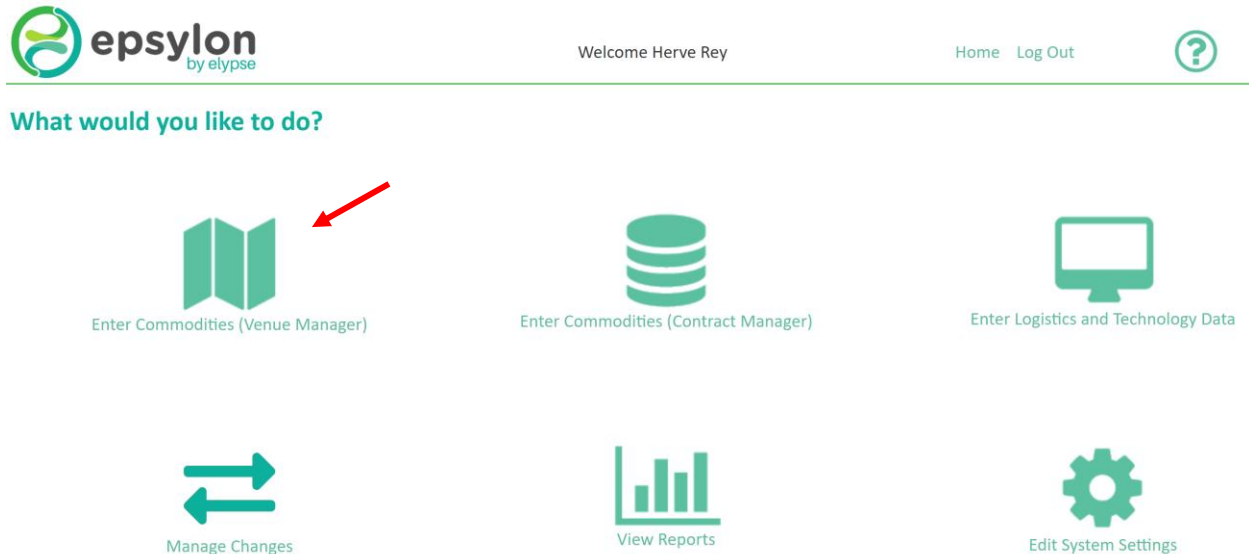 epsylon
by elypse
Welcome Herve Rey
Home Log Out
?
What would you like to do?
Enter Commodities (Venue Manager)
Enter Commodities (Contract Manager)
Enter Logistics and Technology Data
Manage Changes
View Reports
Edit System Settings